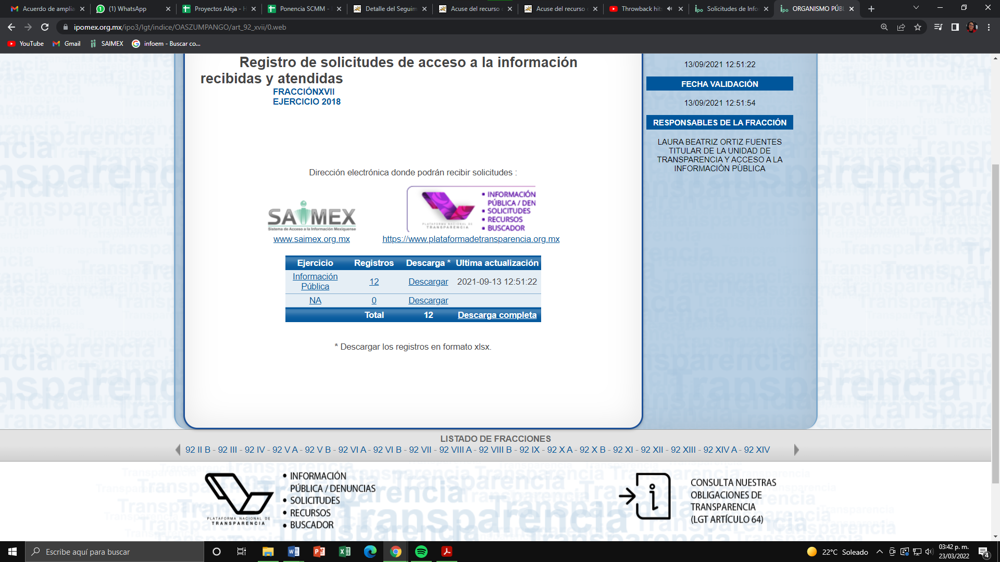 Acuerdo de amplia
(1) WhatsApp
Proyectos Aleja - H
Ponencia SCMM -
Detalle del Seguim
Acuse del recurso
Acuse del recurso
Throwback hit
Solicitudes de Info
ORGANISMO PÚB
ipomex.org.mx/ipo3/lgt/indice/OASZUMPANGO/art_92_xvii/0.web
YouTube
Gmail
SAIMEX
infoem - Buscar co...
Registro de solicitudes de acceso a la información
recibidas y atendidas
FRACCIÓNXVII
EJERCICIO 2018
13/09/2021 12:51:22
FECHA VALIDACIÓN
13/09/2021 12:51:54
RESPONSABLES DE LA FRACCIÓN
LAURA BEATRIZ ORTIZ FUENTES
TITULAR DE LA UNIDAD DE
TRANSPARENCIA Y ACCESO A LA
INFORMACIÒN PÙBLICA
Dirección electrónica donde podrán recibir solicitudes :
SAIMEX
Sistema de Acceso a la Información Mexiquense
www.saimex.org.mx
PLATAFORMA NACIONAL DE
TRANSPARENCIA
• INFORMACIÓN
PÚBLICA / DEN
• SOLICITUDES
• RECURSOS
• BUSCADOR
https://www.plataformadetransparencia.org.mx
Ejercicio Registros Descarga * Ultima actualización
Información
Pública 12 Descargar 2021-09-13 12:51:22
NA 0 Descargar
Total 12 Descarga completa
* Descargar los registros en formato xlsx.
LISTADO DE FRACCIONES
92 II B - 92 III - 92 IV - 92 V A - 92 V B - 92 VI A - 92 VI B - 92 VII - 92 VIII A - 92 VIII B - 92 IX - 92 X A - 92 X B - 92 XI - 92 XII - 92 XIII - 92 XIV A - 92 XIV
PLATAFORMA NACIONAL DE
TRANSPARENCIA
• INFORMACIÓN
PÚBLICA / DENUNCIAS
• SOLICITUDES
• RECURSOS
• BUSCADOR
CONSULTA NUESTRAS
OBLIGACIONES DE
TRANSPARENCIA
(LGT ARTÍCULO 64)
Escribe aquí para buscar
22°C Soleado
03:42 p. m.
23/03/2022
4